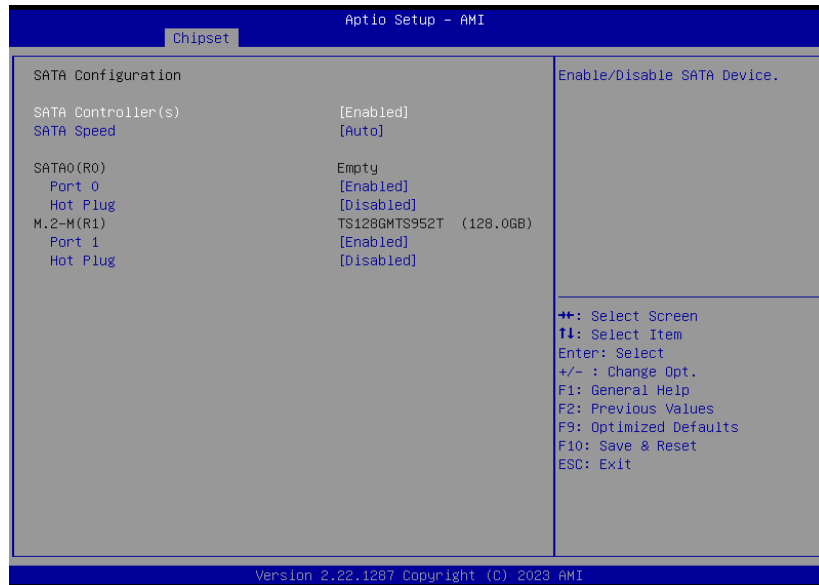 Aptio Setup – AMI
Chipset
SATA Configuration
SATA Controller(s) [Enabled]
SATA Speed [Auto]
SATA0(R0) Empty
Port 0 [Enabled]
Hot Plug [Disabled]
M.2-M(R1) TS128GMTS952T (128.0GB)
Port 1 [Enabled]
Hot Plug [Disabled]
Enable/Disable SATA Device.
→←: Select Screen
↑↓: Select Item
Enter: Select
+/- : Change Opt.
F1: General Help
F2: Previous Values
F9: Optimized Defaults
F10: Save & Reset
ESC: Exit
Version 2.22.1287 Copyright (C) 2023 AMI